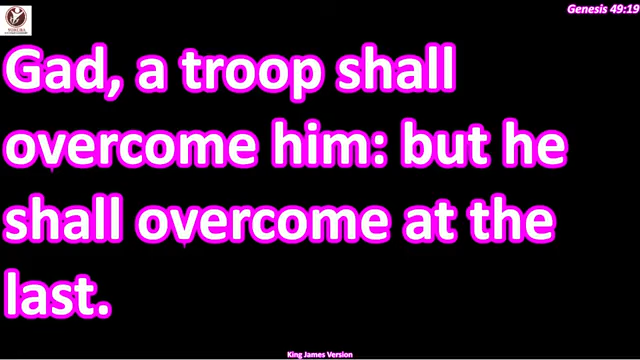 Genesis 49:19
Gad, a troop shall
overcome him: but he
shall overcome at the
last.
King James Version